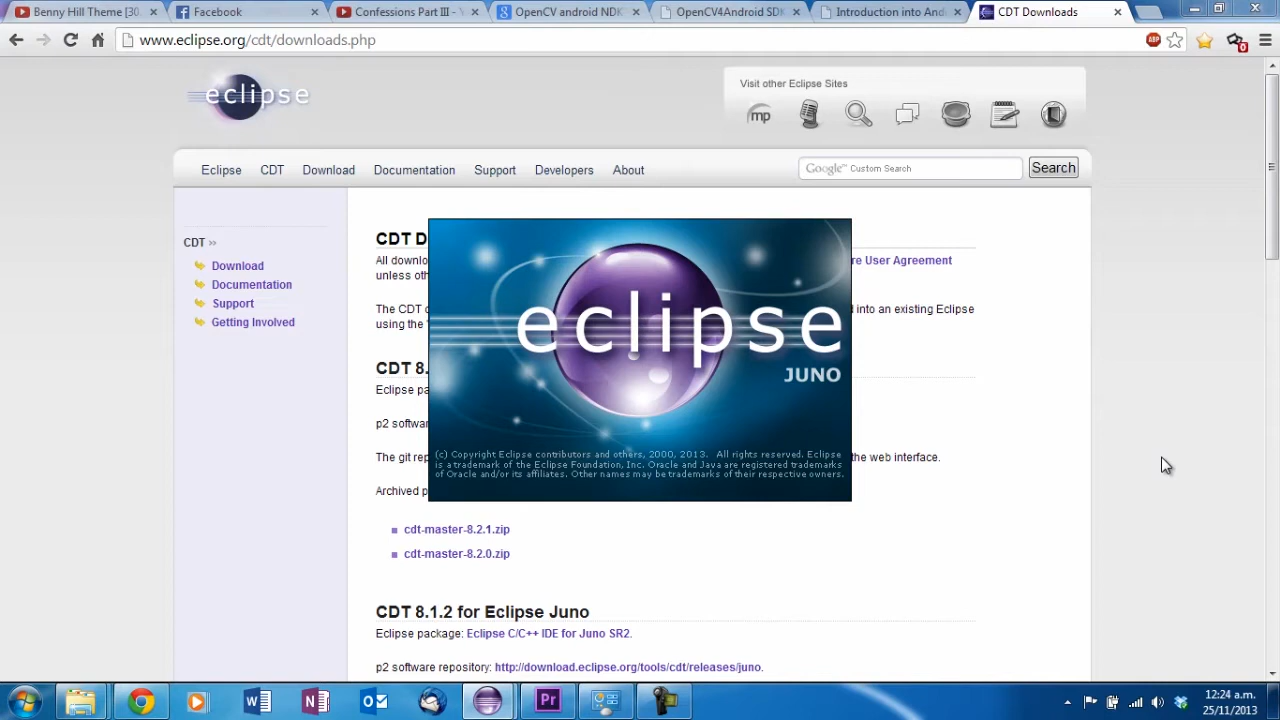 Benny Hill Theme [30
Facebook
Confessions Part III - Y
OpenCV android NDK
OpenCV4Android SDK
Introduction into And
CDT Downloads
www.eclipse.org/cdt/downloads.php
ABP
0
eclipse
Visit other Eclipse Sites
mp
Eclipse CDT Download Documentation Support Developers About
Google™ Custom Search
Search
CDT »
Download
Documentation
Support
Getting Involved
CDT D
All downlo
re User Agreement
unless oth
The CDT c
into an existing Eclipse
using the
CDT 8.
Eclipse pa
p2 softwa
The git rep
the web interface.
Archived p
eclipse
JUNO
(c) Copyright Eclipse contributors and others, 2000, 2013. All rights reserved. Eclipse
is a trademark of the Eclipse Foundation, Inc. Oracle and Java are registered trademarks
of Oracle and/or its affiliates. Other names may be trademarks of their respective owners.
cdt-master-8.2.1.zip
cdt-master-8.2.0.zip
CDT 8.1.2 for Eclipse Juno
Eclipse package: Eclipse C/C++ IDE for Juno SR2.
p2 software repository: http://download.eclipse.org/tools/cdt/releases/juno.
Pr
12:24 a.m.
25/11/2013